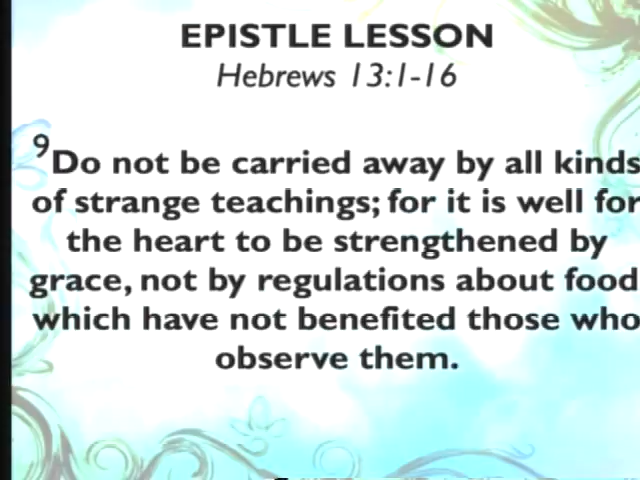 EPISTLE LESSON
Hebrews 13:1-16
9Do not be carried away by all kinds
of strange teachings; for it is well for
the heart to be strengthened by
grace, not by regulations about food
which have not benefited those who
observe them.